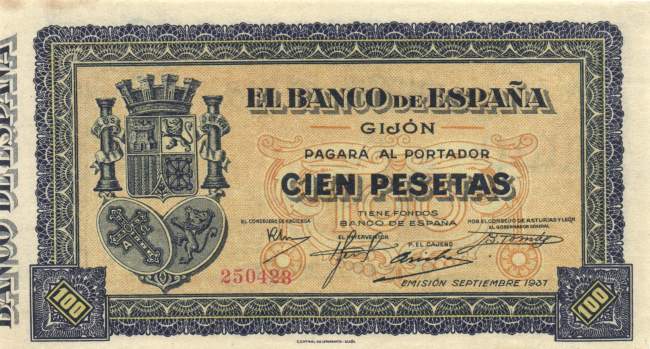 BANCO DE ESPAÑA
EL BANCO DE ESPAÑA
GIJÓN
PAGARÁ AL PORTADOR
CIEN PESETAS
TIENE FONDOS
BANCO DE ESPAÑA
EL CONSEJERO DE HACIENDA
POR EL CONSEJO DE ASTURIAS Y LEÓN
EL GOBERNADOR GENERAL
EL INTERVENTOR
P. EL CAJERO
B. Tomás
250428
EMISIÓN SEPTIEMBRE 1937
100
100